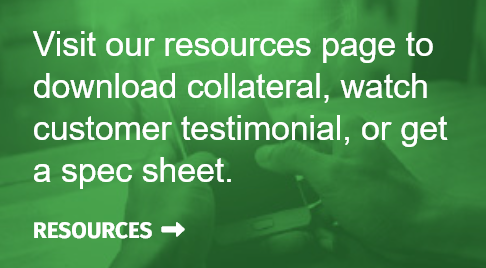 Visit our resources page to
download collateral, watch
customer testimonial, or get
a spec sheet.
RESOURCES